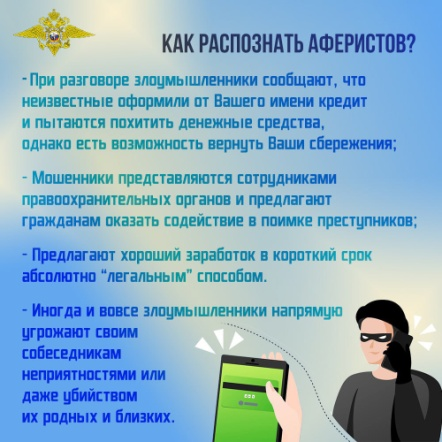 КАК РАСПОЗНАТЬ АФЕРИСТОВ?
- При разговоре злоумышленники сообщают, что
неизвестные оформили от Вашего имени кредит
и пытаются похитить денежные средства,
однако есть возможность вернуть Ваши сбережения;
- Мошенники представляются сотрудниками
правоохранительных органов и предлагают
гражданам оказать содействие в поимке преступников;
- Предлагают хороший заработок в короткий срок
абсолютно "легальным" способом.
- Иногда и вовсе злоумышленники напрямую
угрожают своим
собеседникам
неприятностями или
даже убийством
их родных и близких.